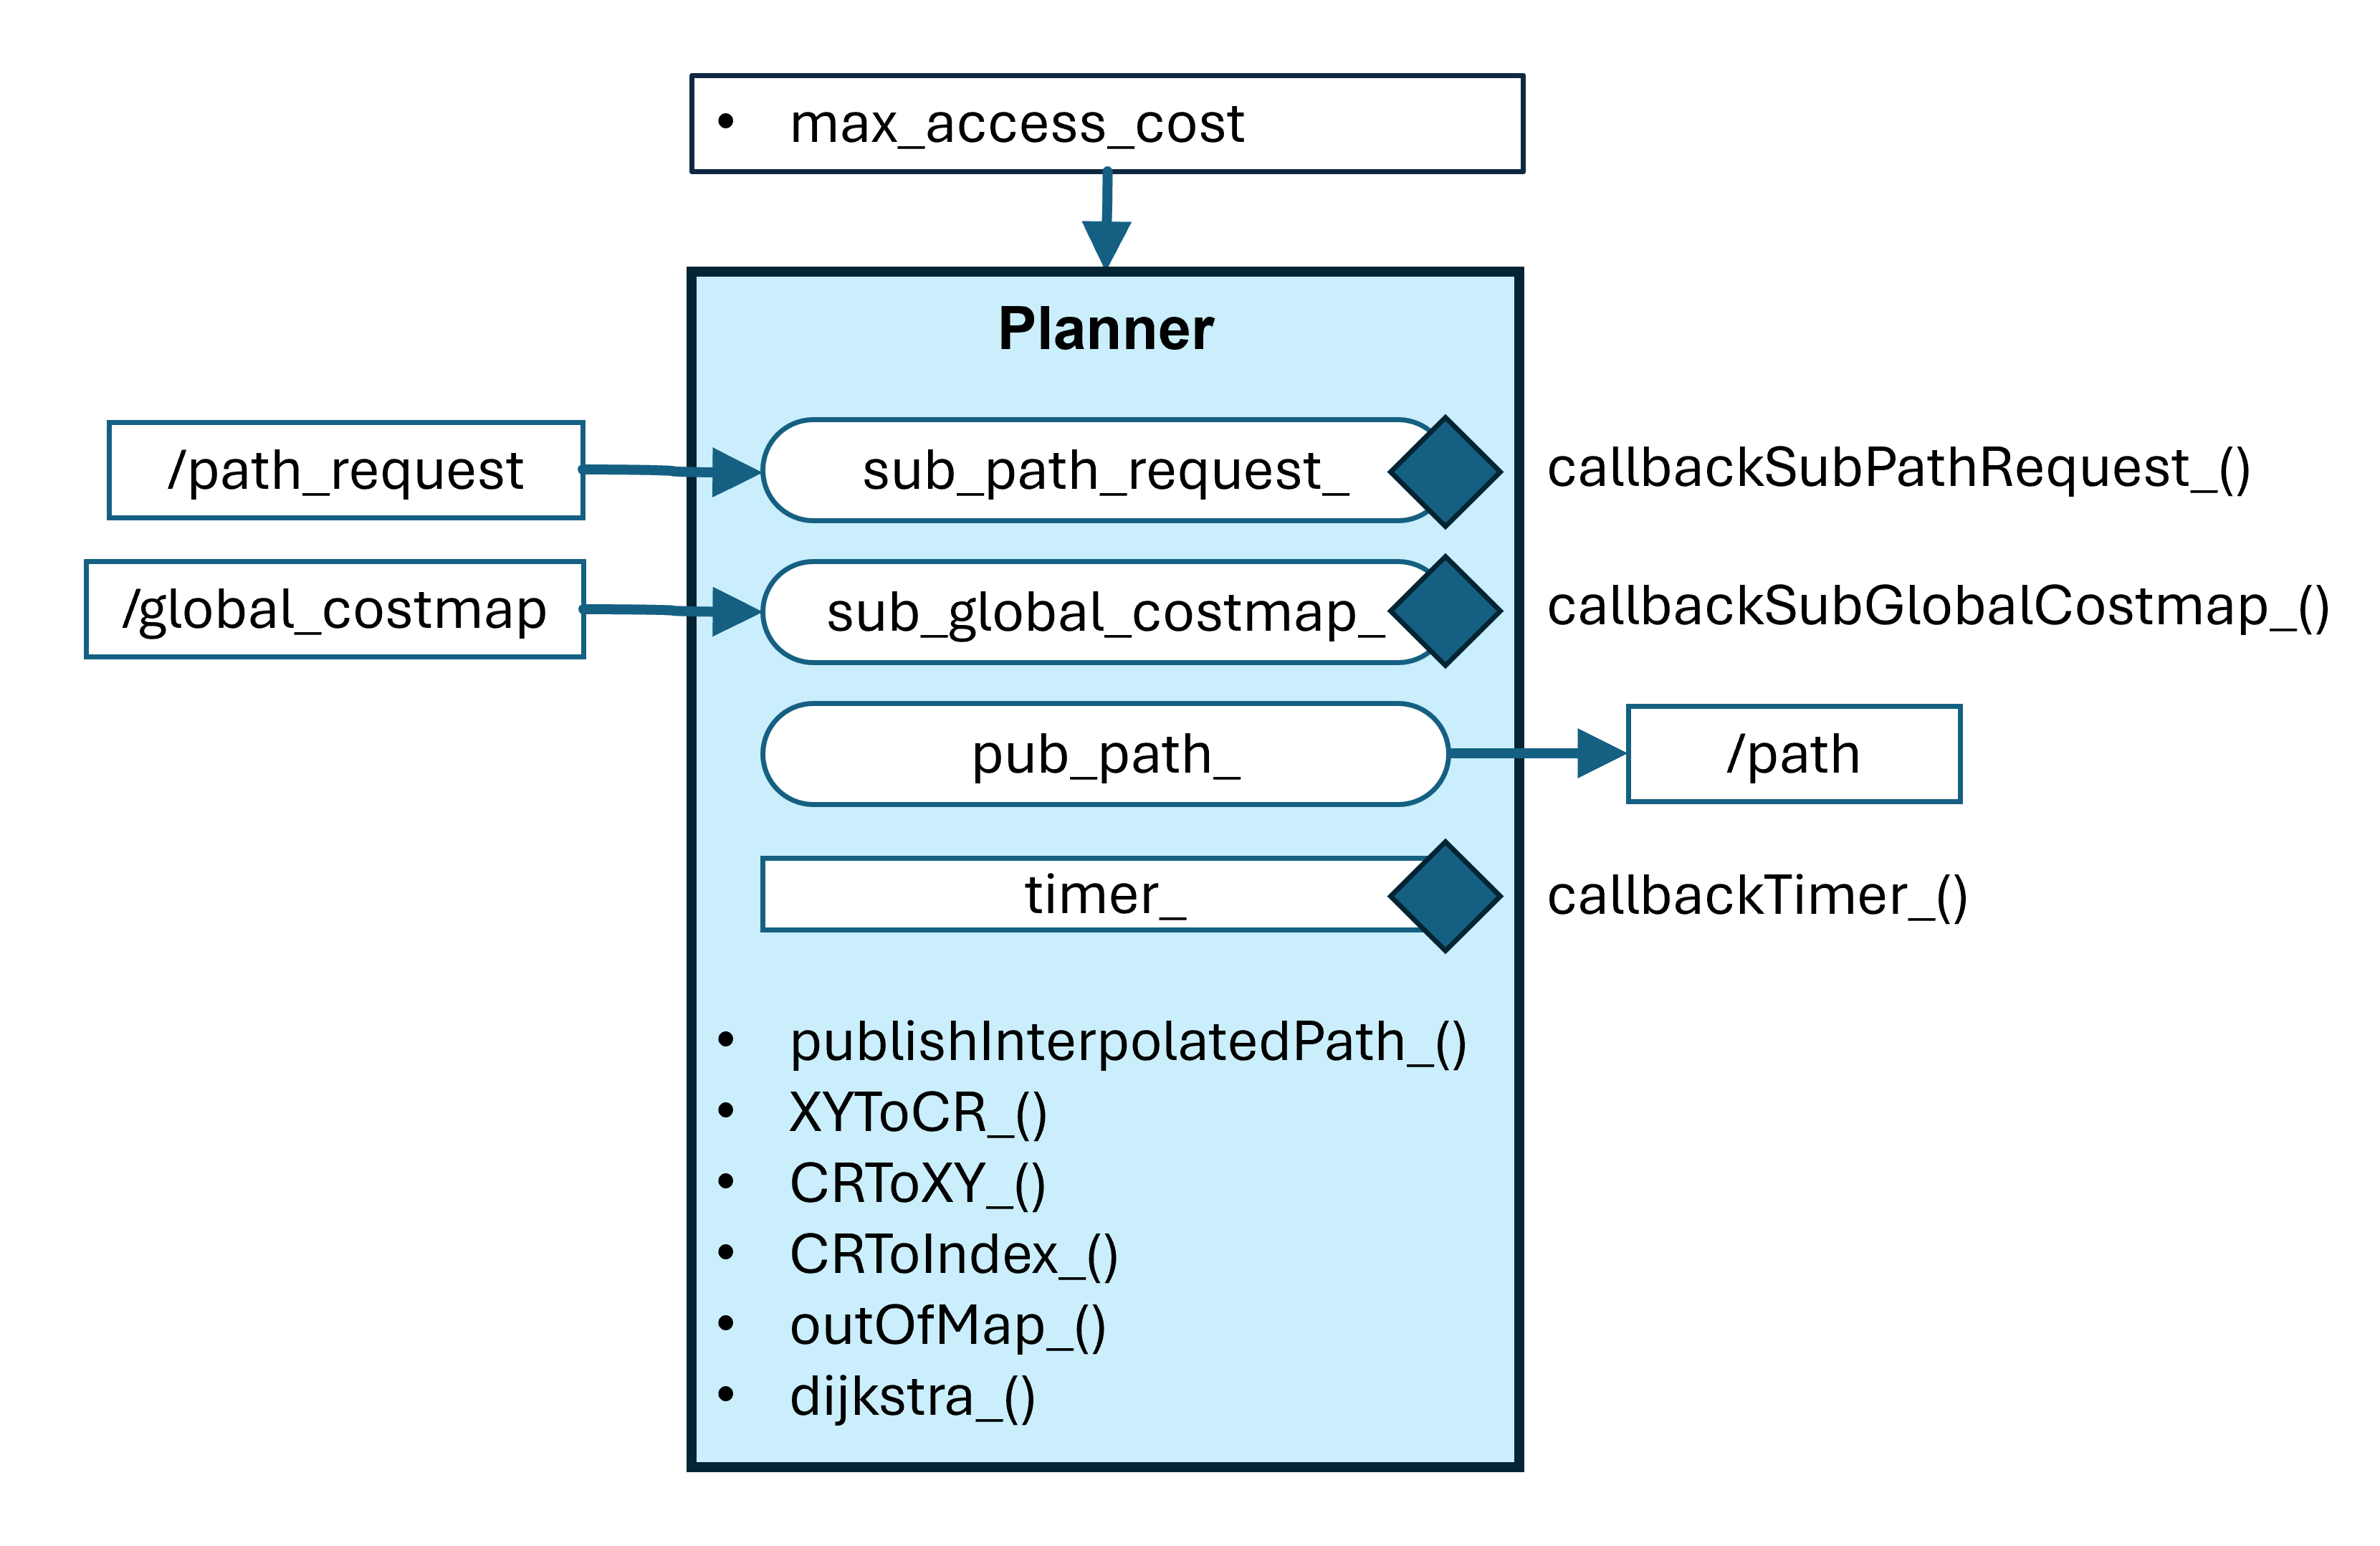 • max_access_cost
Planner
/path_request
sub_path_request_
callbackSubPathRequest_()
/global_costmap
sub_global_costmap_
callbackSubGlobalCostmap_()
pub_path_
/path
timer_
callbackTimer_()
• publishInterpolatedPath_()
• XYToCR_()
• CRToXY_()
• CRToIndex_()
• outOfMap_()
• dijkstra_()